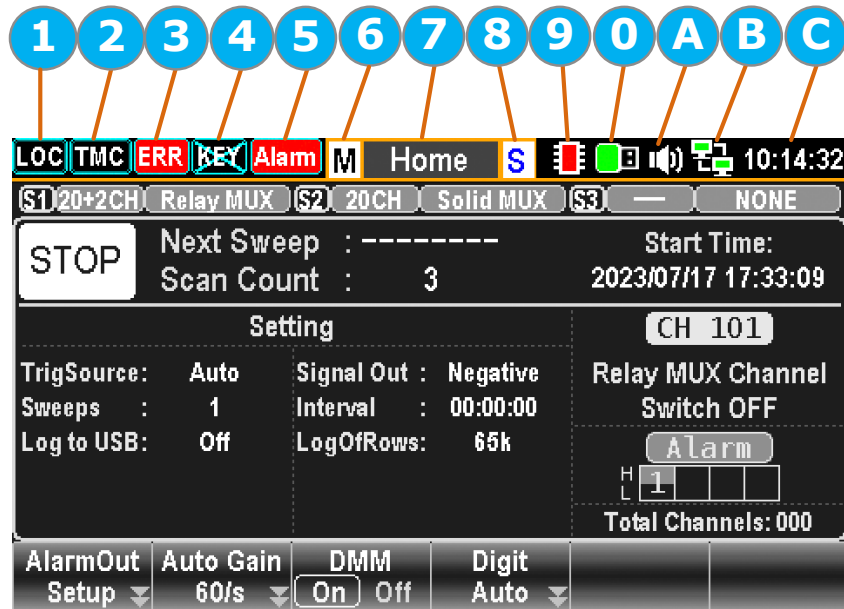 1 2 3 4 5 6 7 8 9 0 A B C
LOC TMC ERR KEY Alarm M Home S 10:14:32
S1 20+2CH Relay MUX S2 20CH Solid MUX S3 — NONE
STOP
Next Sweep : --------
Scan Count : 3
Start Time:
2023/07/17 17:33:09
Setting
TrigSource: Auto Signal Out : Negative
Sweeps : 1 Interval : 00:00:00
Log to USB: Off LogOfRows: 65k
CH 101
Relay MUX Channel
Switch OFF
Alarm
H
L
1
Total Channels: 000
AlarmOut Auto Gain DMM Digit
Setup 60/s On Off Auto